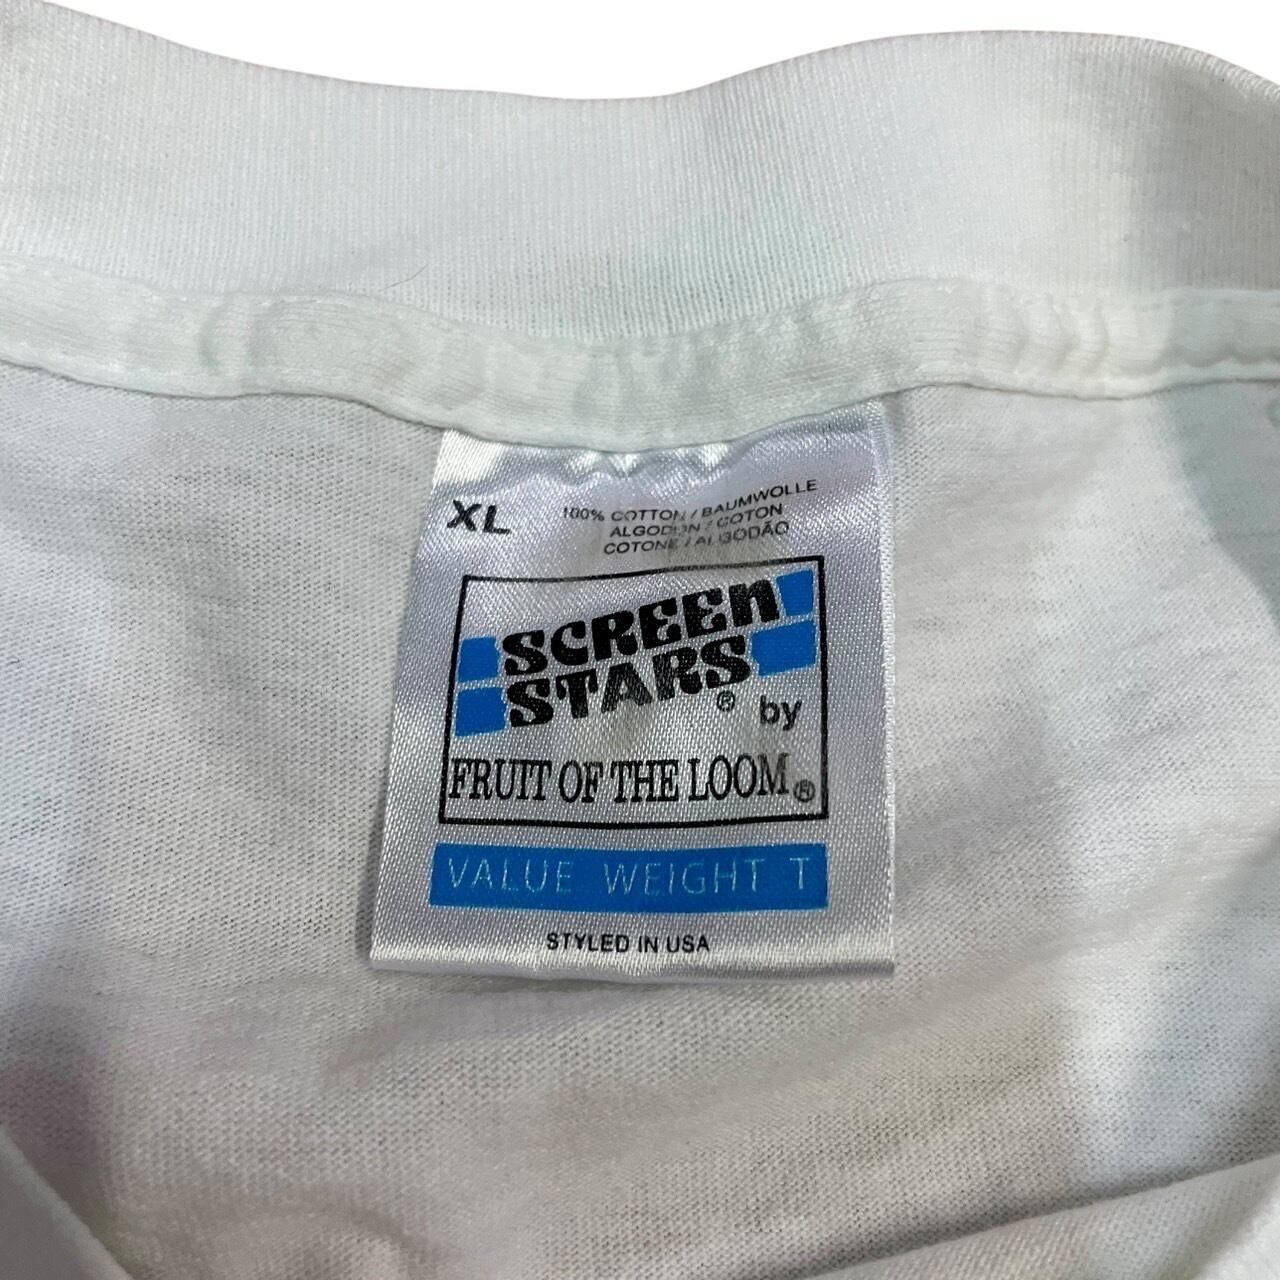 XL
100% COTTON / BAUMWOLLE
ALGODON / COTON
COTONE / ALGODÃO
SCREEN
STARS® by
FRUIT OF THE LOOM®
VALUE WEIGHT T
STYLED IN USA